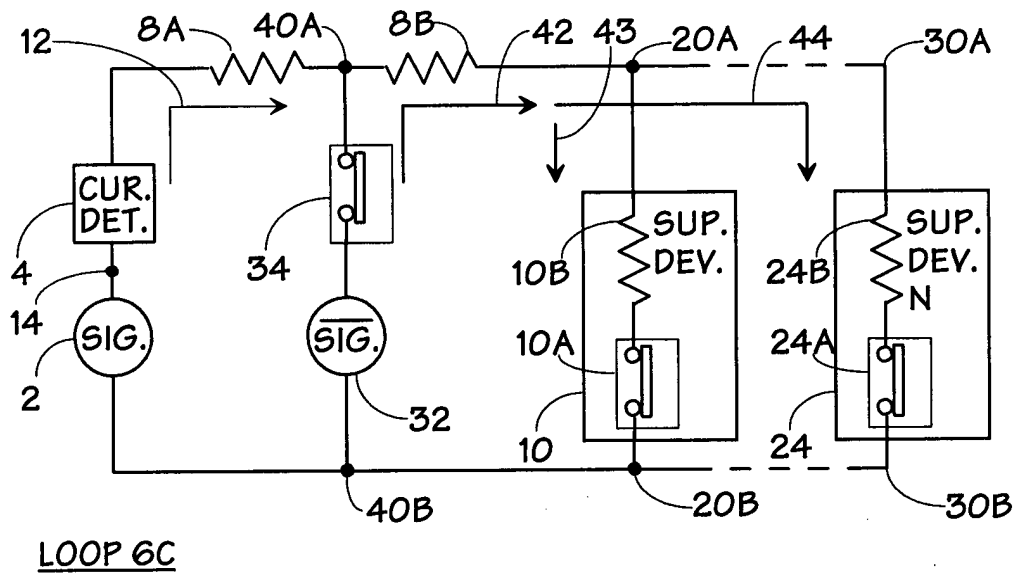 12
8A
40A
8B
42
43
20A
44
30A
CUR.
DET.
4
14
34
SUP.
DEV.
10B
SUP.
DEV.
N
24B
SIG.
2
SIG.
32
10A
10
24A
24
40B
20B
30B
LOOP 6C